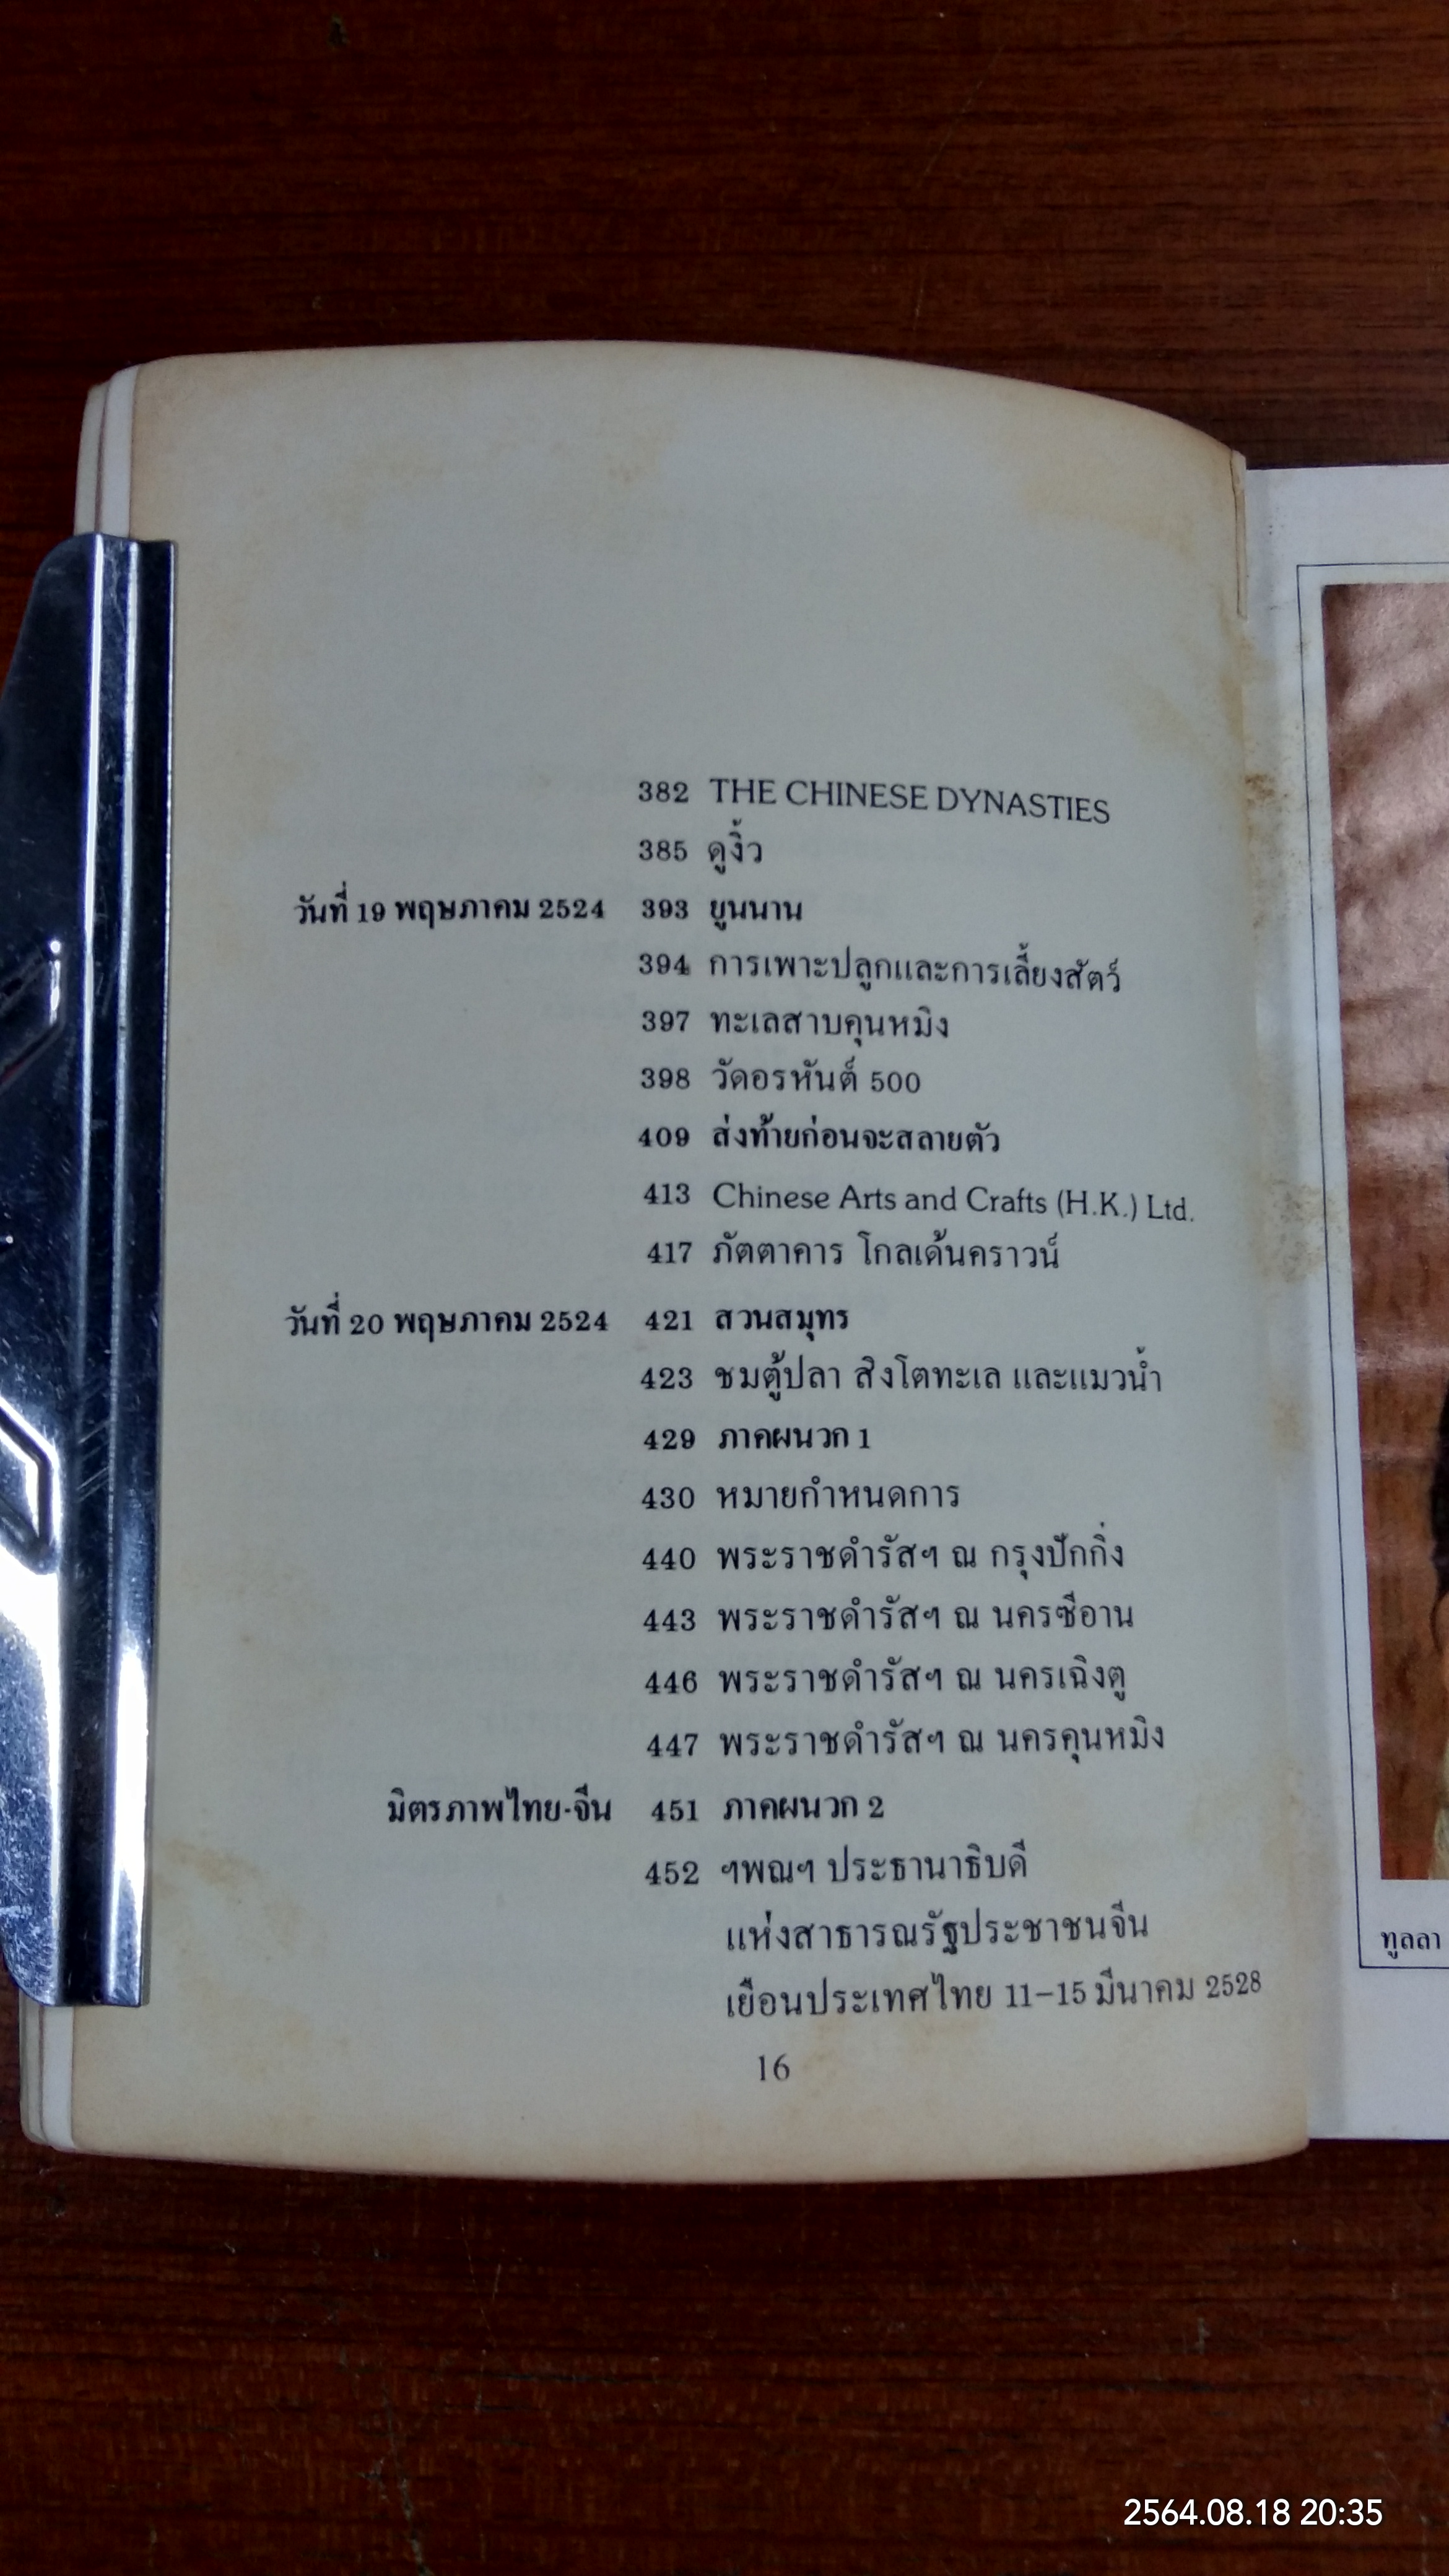 382 THE CHINESE DYNASTIES
385 ดูงิ้ว
วันที่ 19 พฤษภาคม 2524 393 ยูนนาน
394 การเพาะปลูกและการเลี้ยงสัตว์
397 ทะเลสาบคุนหมิง
398 วัดอรหันต์ 500
409 ส่งท้ายก่อนจะสลายตัว
413 Chinese Arts and Crafts (H.K.) Ltd.
417 ภัตตาคาร โกลเด้นคราวน์
วันที่ 20 พฤษภาคม 2524 421 สวนสมุทร
423 ชมตู้ปลา สิงโตทะเล และแมวน้ำ
429 ภาคผนวก 1
430 หมายกำหนดการ
440 พระราชดำรัสฯ ณ กรุงปักกิ่ง
443 พระราชดำรัสฯ ณ นครซีอาน
446 พระราชดำรัสฯ ณ นครเฉิงตู
447 พระราชดำรัสฯ ณ นครคุนหมิง
มิตรภาพไทย-จีน 451 ภาคผนวก 2
452 ฯพณฯ ประธานาธิบดี
แห่งสาธารณรัฐประชาชนจีน
เยือนประเทศไทย 11-15 มีนาคม 2528
16
ทูลลา
2564.08.18 20:35